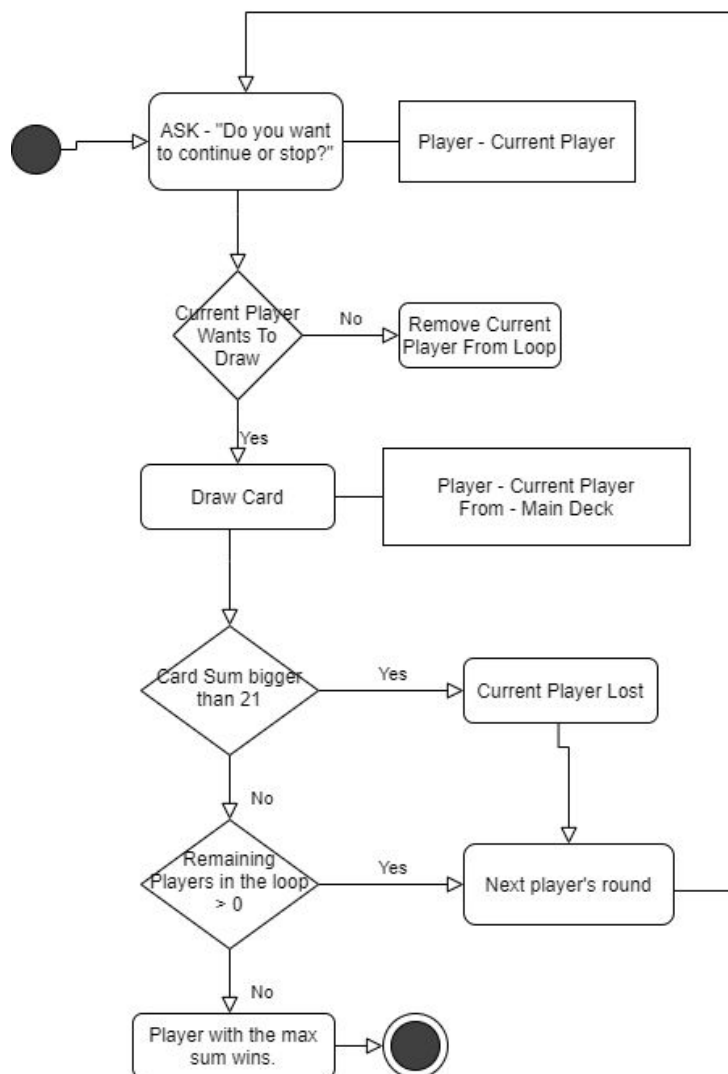 ASK - "Do you want
to continue or stop?"
Player - Current Player
Current Player
Wants To
Draw
No
Remove Current
Player From Loop
Yes
Draw Card
Player - Current Player
From - Main Deck
Card Sum bigger
than 21
Yes
Current Player Lost
No
Remaining
Players in the loop
> 0
Yes
Next player's round
No
Player with the max
sum wins.